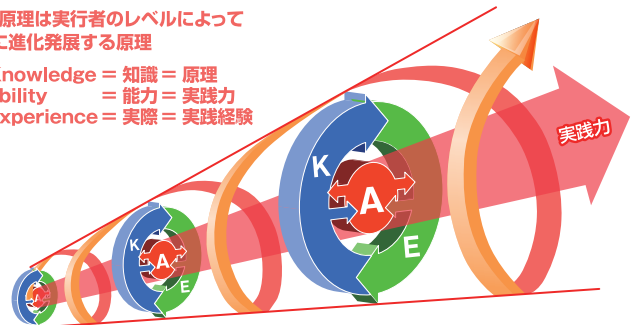 原理は実行者のレベルによって
に進化発展する原理
Knowledge = 知識 = 原理
bility = 能力 = 実践力
xperience = 実際 = 実践経験
実践力
K
A
E
K
A
E